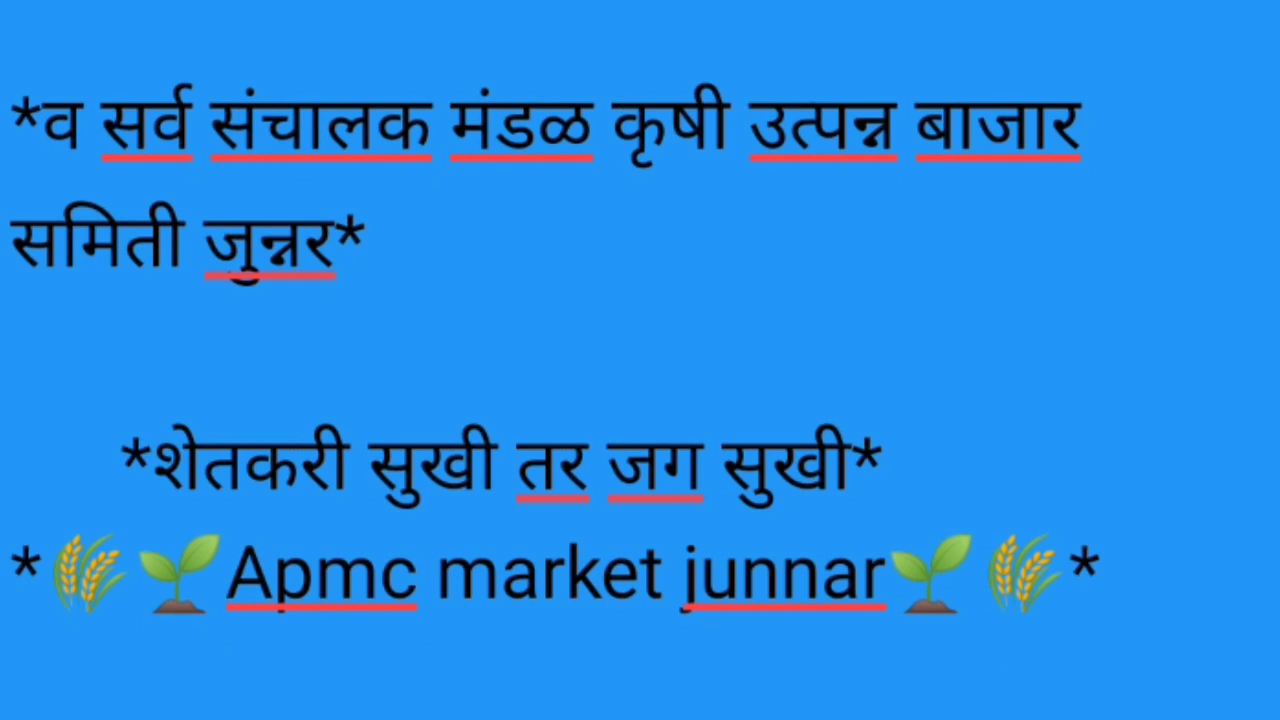 *व सर्व संचालक मंडळ कृषी उत्पन्न बाजार
समिती जुन्नर*
*शेतकरी सुखी तर जग सुखी*
*🌾🌱Apmc market junnar🌱🌾*